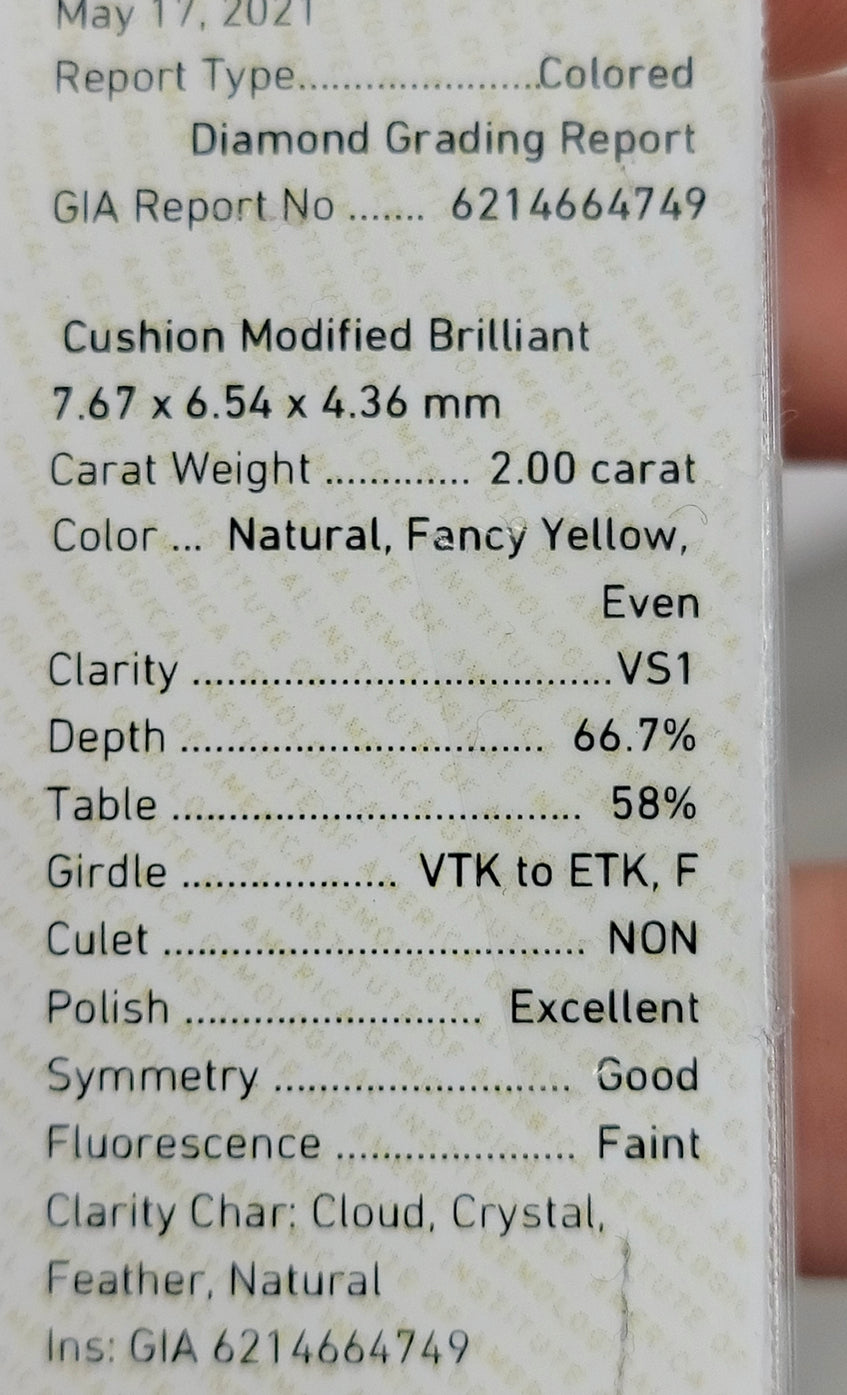 May 17, 2021
Report Type......................Colored
Diamond Grading Report
GIA Report No ....... 6214664749
Cushion Modified Brilliant
7.67 x 6.54 x 4.36 mm
Carat Weight ............. 2.00 carat
Color ... Natural, Fancy Yellow,
Even
Clarity .....................................VS1
Depth ................................ 66.7%
Table .................................... 58%
Girdle ................... VTK to ETK, F
Culet ..................................... NON
Polish .......................... Excellent
Symmetry .......................... Good
Fluorescence ..................... Faint
Clarity Char: Cloud, Crystal,
Feather, Natural
Ins: GIA 6214664749